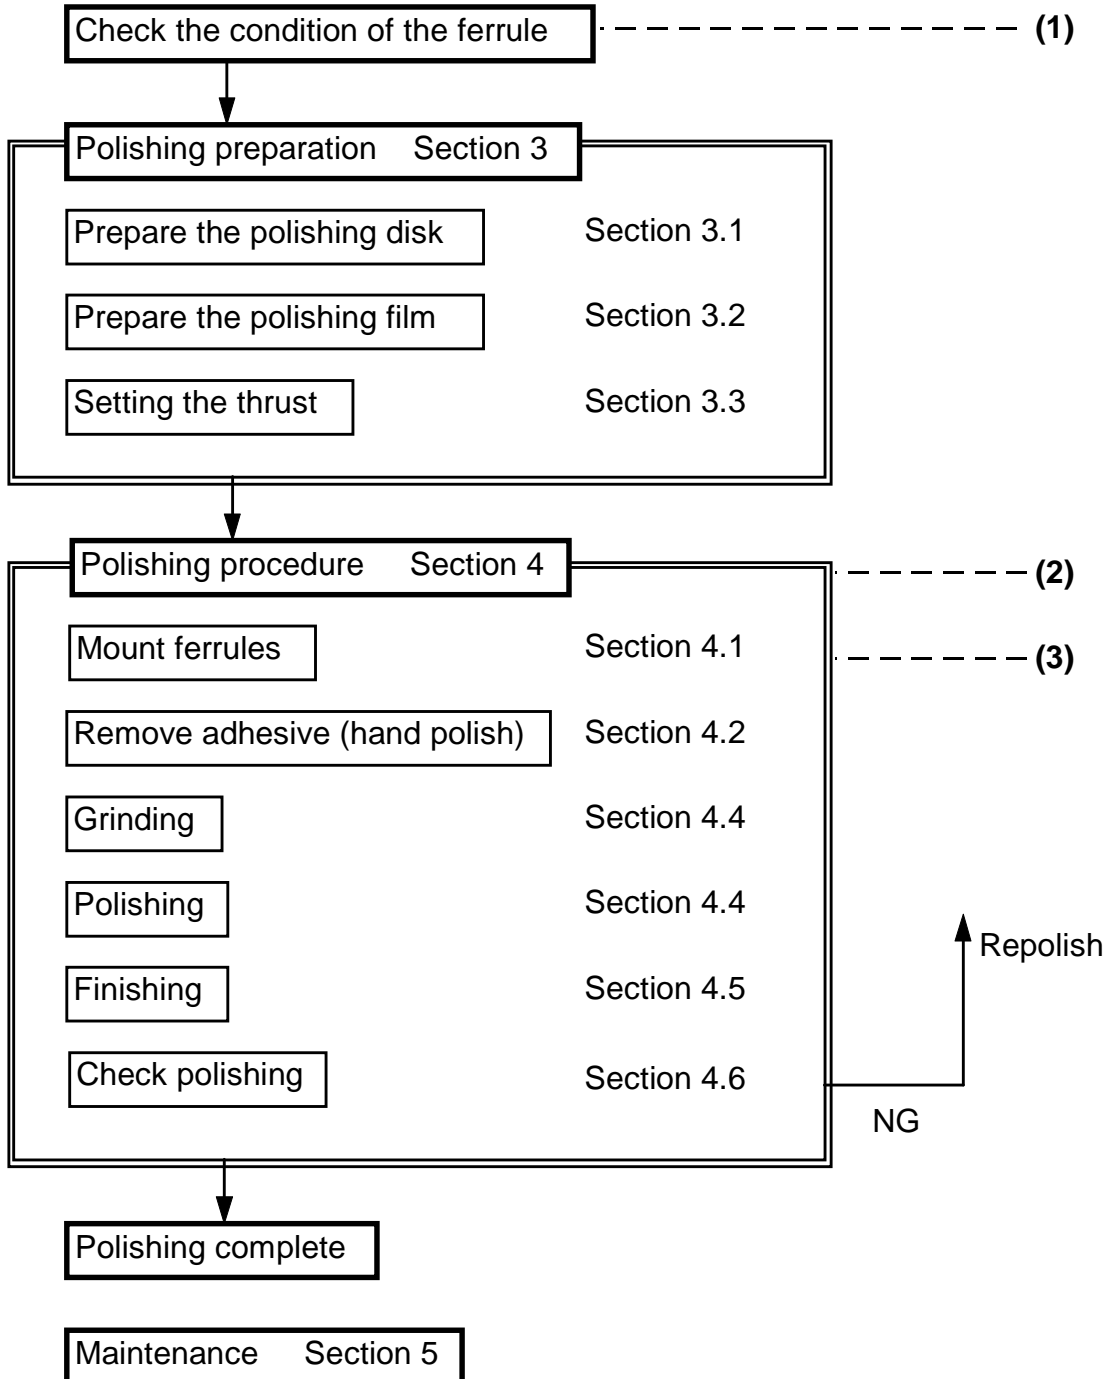 Check the condition of the ferrule (1)
Polishing preparation Section 3
Prepare the polishing disk Section 3.1
Prepare the polishing film Section 3.2
Setting the thrust Section 3.3
Polishing procedure Section 4 (2)
Mount ferrules Section 4.1 (3)
Remove adhesive (hand polish) Section 4.2
Grinding Section 4.4
Polishing Section 4.4
Repolish
Finishing Section 4.5
Check polishing Section 4.6
NG
Polishing complete
Maintenance Section 5